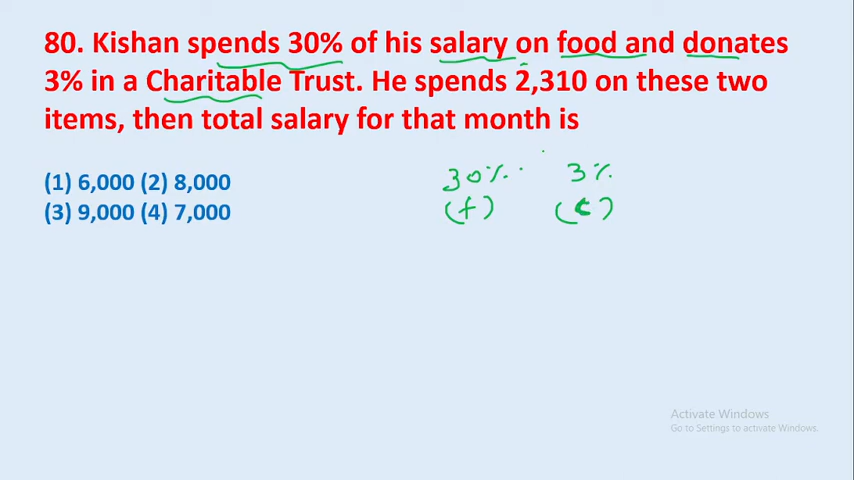 80. Kishan spends 30% of his salary on food and donates
3% in a Charitable Trust. He spends 2,310 on these two
items, then total salary for that month is
(1) 6,000 (2) 8,000
(3) 9,000 (4) 7,000
30% 3%
(f) (c)
Activate Windows
Go to Settings to activate Windows.